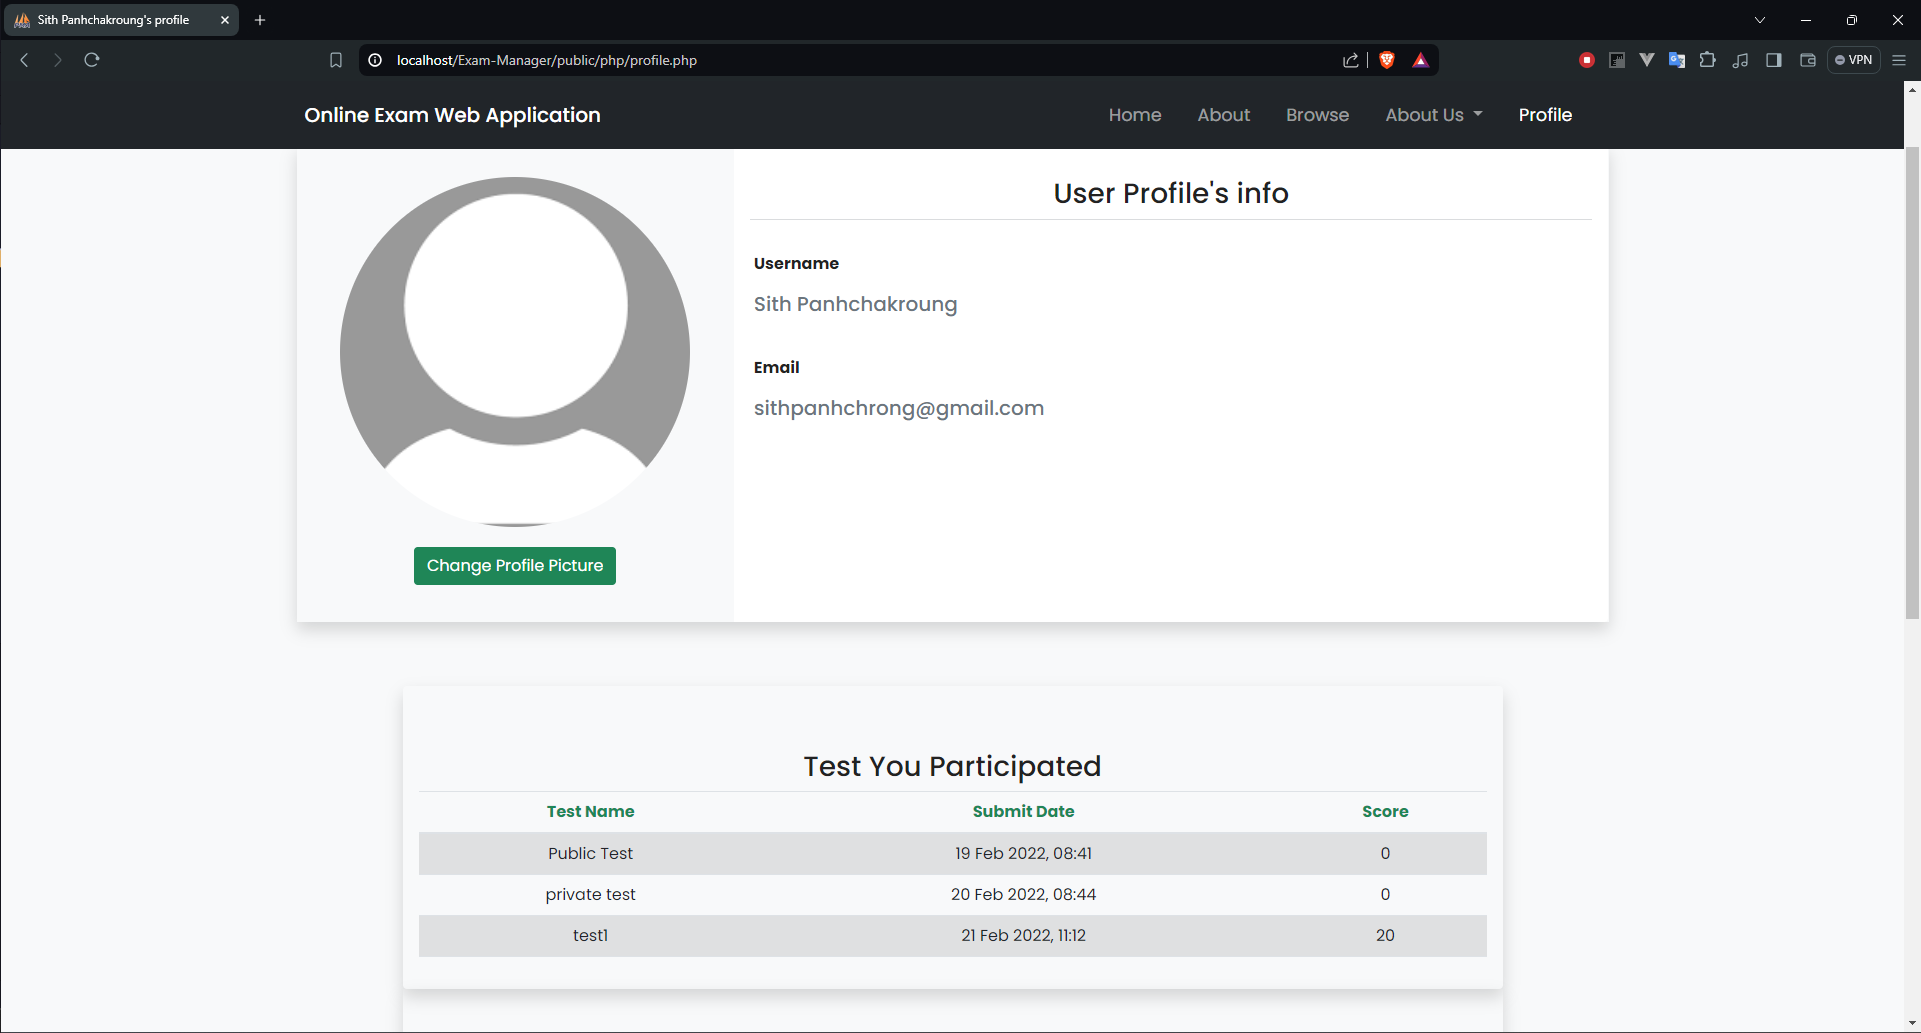 Sith Panhchakroung's profile
localhost/Exam-Manager/public/php/profile.php
VPN
Online Exam Web Application
Home About Browse About Us Profile
User Profile's info
Username
Sith Panhchakroung
Email
sithpanhchrong@gmail.com
Change Profile Picture
Test You Participated
Test Name Submit Date Score
Public Test 19 Feb 2022, 08:41 0
private test 20 Feb 2022, 08:44 0
test1 21 Feb 2022, 11:12 20